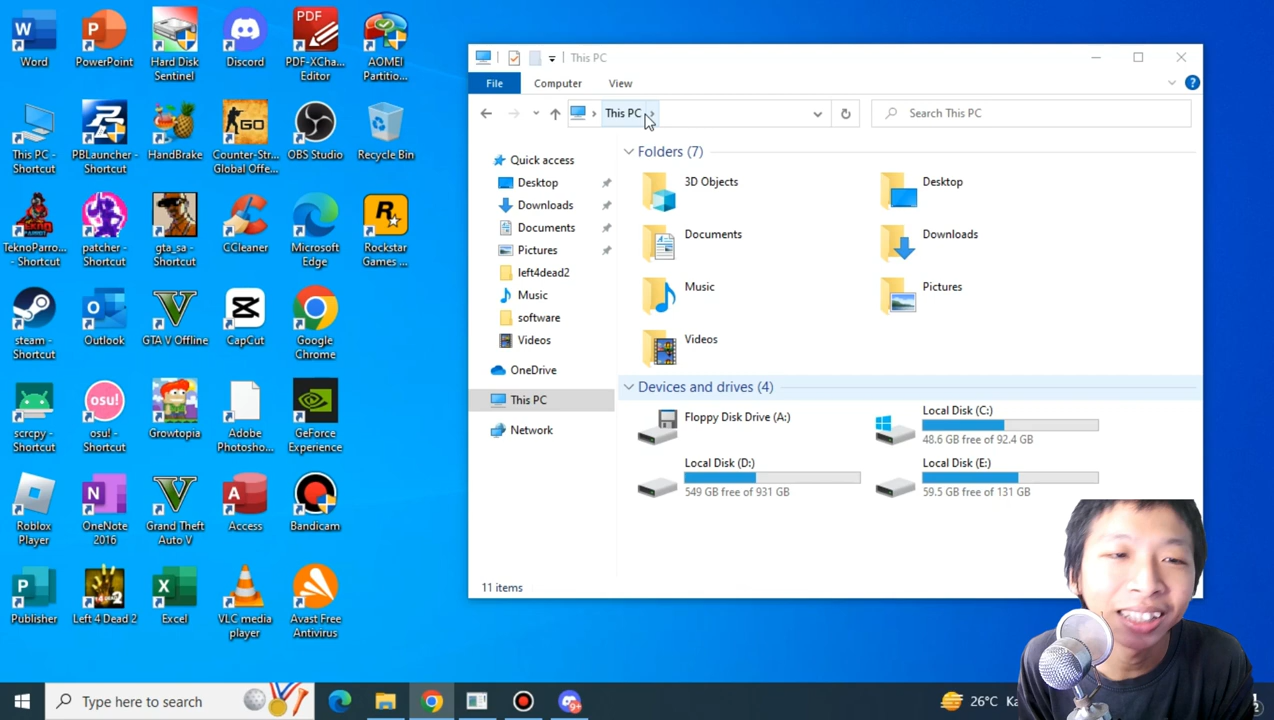 Word
PowerPoint
Hard Disk
Sentinel
Discord
PDF
PDF-XCha...
Editor
AOMEI
Partitio...
This PC -
Shortcut
PBLauncher -
Shortcut
HandBrake
GO
Counter-Str...
Global Offe...
OBS Studio
Recycle Bin
TeknoParro...
- Shortcut
patcher -
Shortcut
gta_sa -
Shortcut
CCleaner
Microsoft
Edge
Rockstar
Games ...
steam -
Shortcut
Outlook
GTA V Offline
CapCut
Google
Chrome
scrcpy -
Shortcut
osu!
osu! -
Shortcut
Growtopia
Adobe
Photosho...
GeForce
Experience
Roblox
Player
OneNote
2016
Grand Theft
Auto V
Access
Bandicam
Publisher
Left 4 Dead 2
Excel
VLC media
player
Avast Free
Antivirus
This PC
File
Computer
View
This PC
Search This PC
Quick access
Desktop
Downloads
Documents
Pictures
left4dead2
Music
software
Videos
OneDrive
This PC
Network
Folders (7)
3D Objects
Desktop
Documents
Downloads
Music
Pictures
Videos
Devices and drives (4)
Floppy Disk Drive (A:)
Local Disk (C:)
48.6 GB free of 92.4 GB
Local Disk (D:)
549 GB free of 931 GB
Local Disk (E:)
59.5 GB free of 131 GB
11 items
Type here to search
9+
26°C